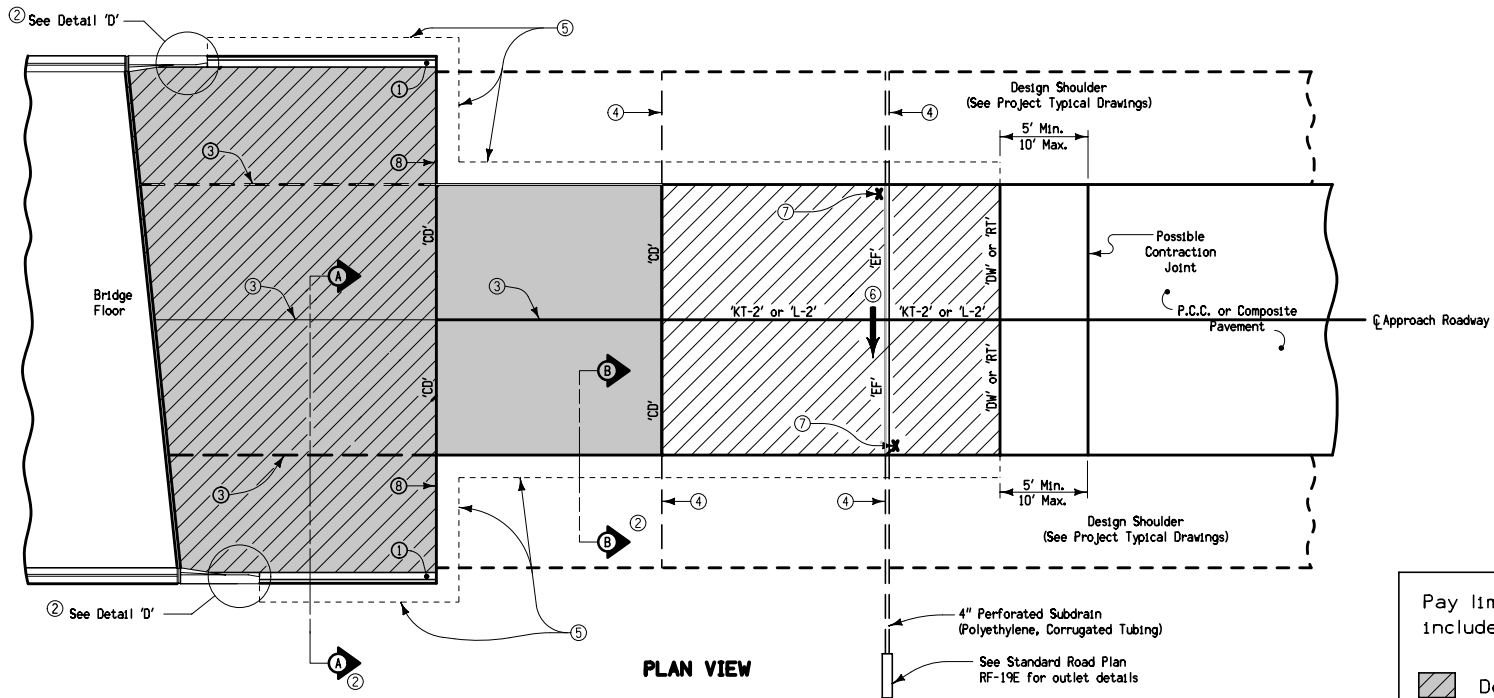 ② See Detail 'D'
⑤
①
④
④
Design Shoulder
(See Project Typical Drawings)
5' Min.
10' Max.
③
⑧
⑦
'CD'
'CD'
'EF'
'DW' or 'RT'
Possible
Contraction
Joint
A
③
③
⑥
Bridge
Floor
'KT-2' or 'L-2'
'KT-2' or 'L-2'
P.C.C. or Composite
Pavement
℄ Approach Roadway
B
'CD'
'CD'
'EF'
'DW' or 'RT'
⑦
③
⑧
④
④
5' Min.
10' Max.
②
B
Design Shoulder
(See Project Typical Drawings)
①
② See Detail 'D'
⑤
4" Perforated Subdrain
(Polyethylene, Corrugated Tubing)
A
②
PLAN VIEW
See Standard Road Plan
RF-19E for outlet details
Pay lim
include
Do